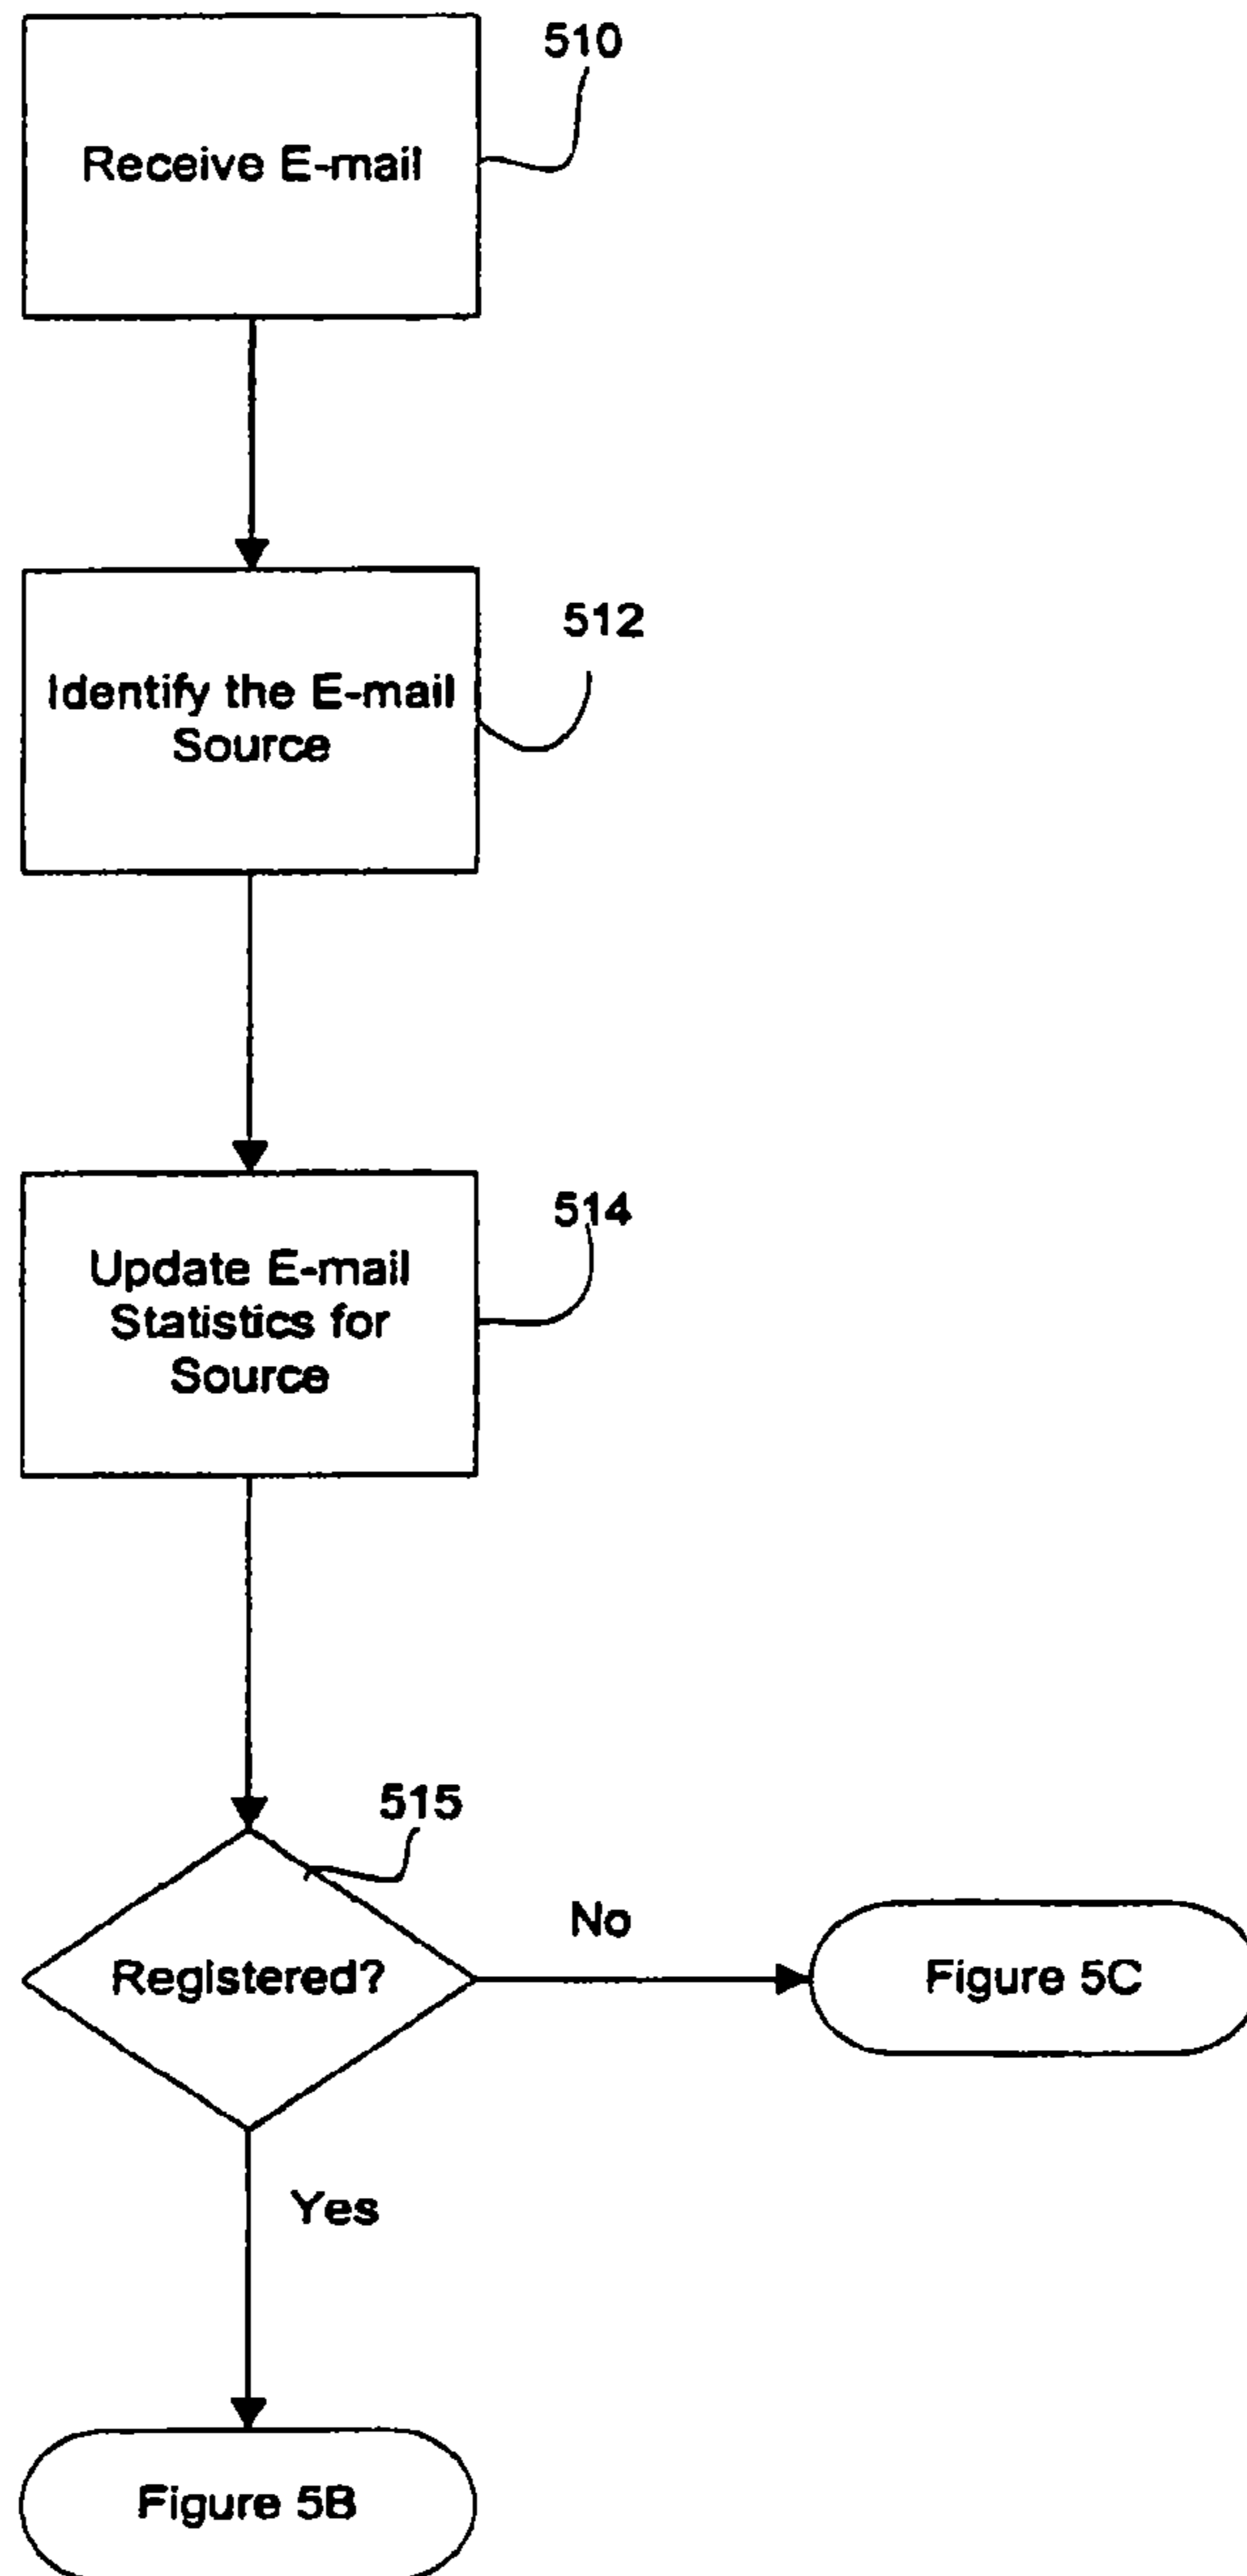 510
Receive E-mail
512
Identify the E-mail
Source
514
Update E-mail
Statistics for
Source
515
Registered?
No
Figure 5C
Yes
Figure 5B